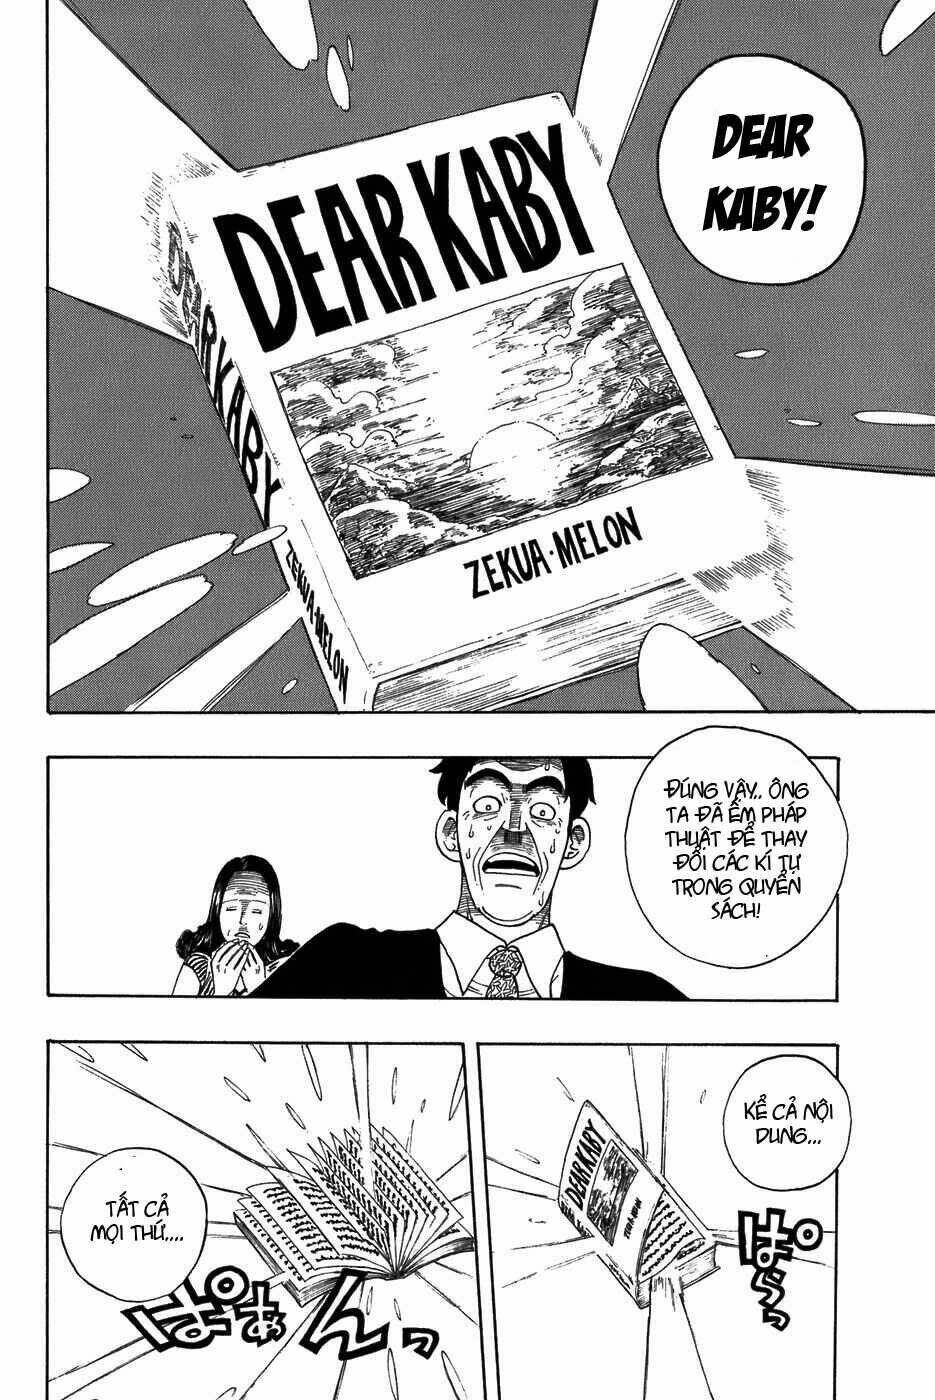 DEAR
KABY!
DEAR KABY
DEAR KABY
ZEKUA·MELON
ZEKUA·MELON
ĐÚNG VẬY.. ÔNG
TA ĐÃ ẾM PHÁP
THUẬT ĐỂ THAY
ĐỔI CÁC KÍ TỰ
TRONG QUYỂN
SÁCH!
KỂ CẢ NỘI
DUNG...
DEAR KABY
ぱらっ
TẤT CẢ
MỌI THỨ....
ぱあんっ